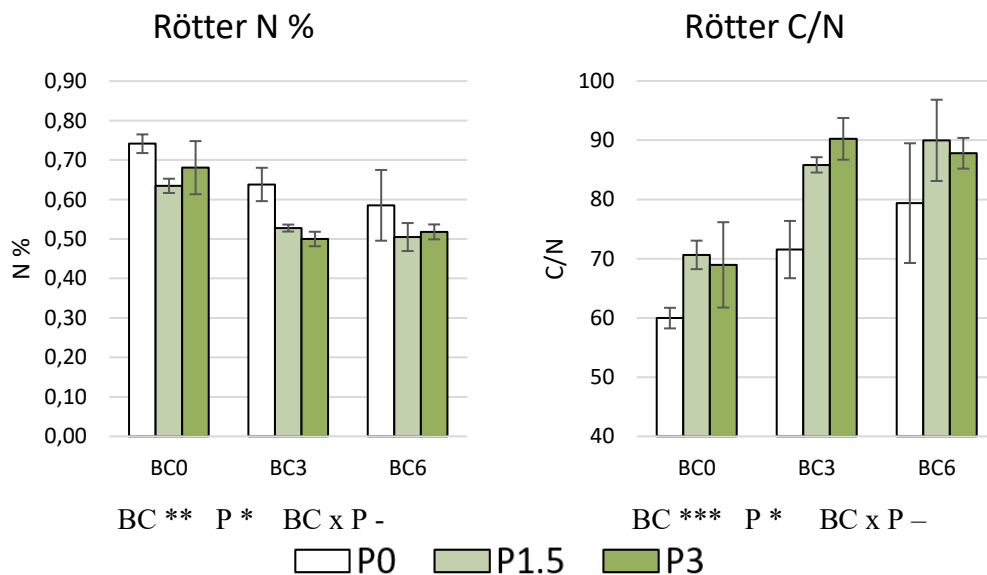 Rötter N %
0,90
0,80
0,70
0,60
0,50
0,40
0,30
0,20
0,10
0,00
N %
BC0 BC3 BC6
BC ** P * BC x P -
Rötter C/N
100
90
80
70
60
50
40
C/N
BC0 BC3 BC6
BC *** P * BC x P –
P0 P1.5 P3